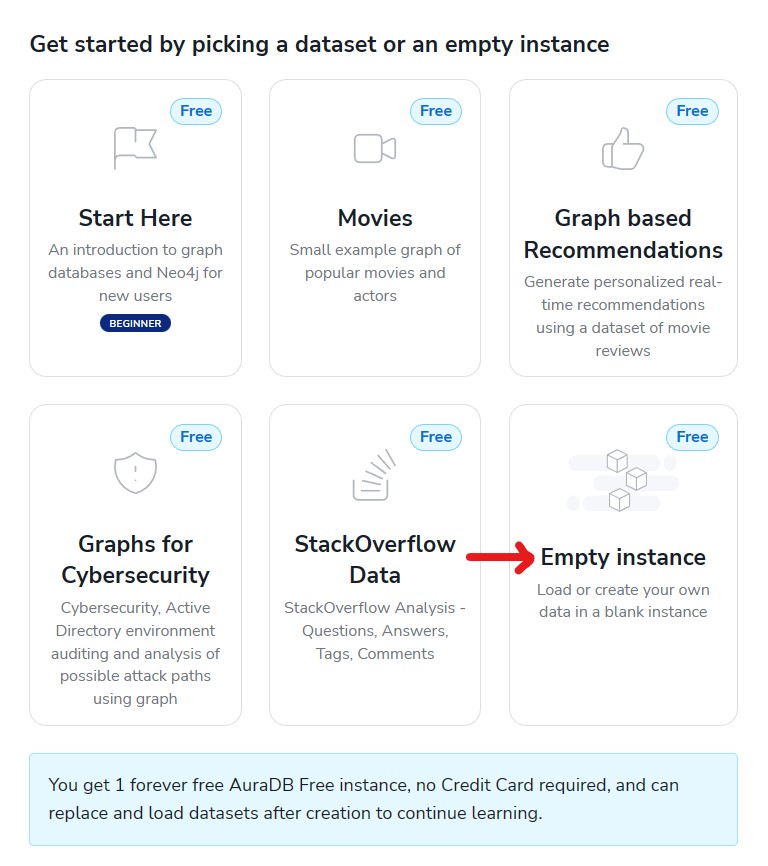 Get started by picking a dataset or an empty instance
Free
Start Here
An introduction to graph
databases and Neo4j for
new users
BEGINNER
Free
Movies
Small example graph of
popular movies and
actors
Free
Graph based
Recommendations
Generate personalized real-
time recommendations
using a dataset of movie
reviews
Free
Graphs for
Cybersecurity
Cybersecurity, Active
Directory environment
auditing and analysis of
possible attack paths
using graph
Free
StackOverflow
Data
StackOverflow Analysis -
Questions, Answers,
Tags, Comments
Free
Empty instance
Load or create your own
data in a blank instance
You get 1 forever free AuraDB Free instance, no Credit Card required, and can
replace and load datasets after creation to continue learning.